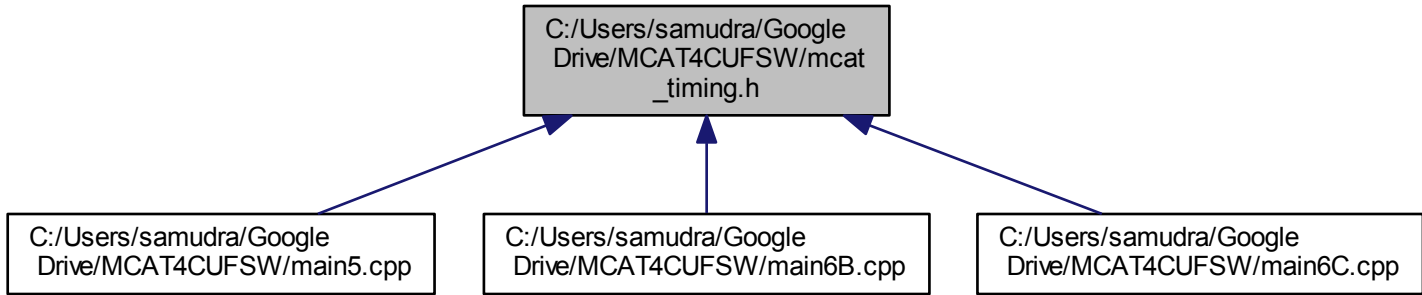 C:/Users/samudra/Google
Drive/MCAT4CUFSW/mcat
_timing.h
C:/Users/samudra/Google
Drive/MCAT4CUFSW/main5.cpp
C:/Users/samudra/Google
Drive/MCAT4CUFSW/main6B.cpp
C:/Users/samudra/Google
Drive/MCAT4CUFSW/main6C.cpp